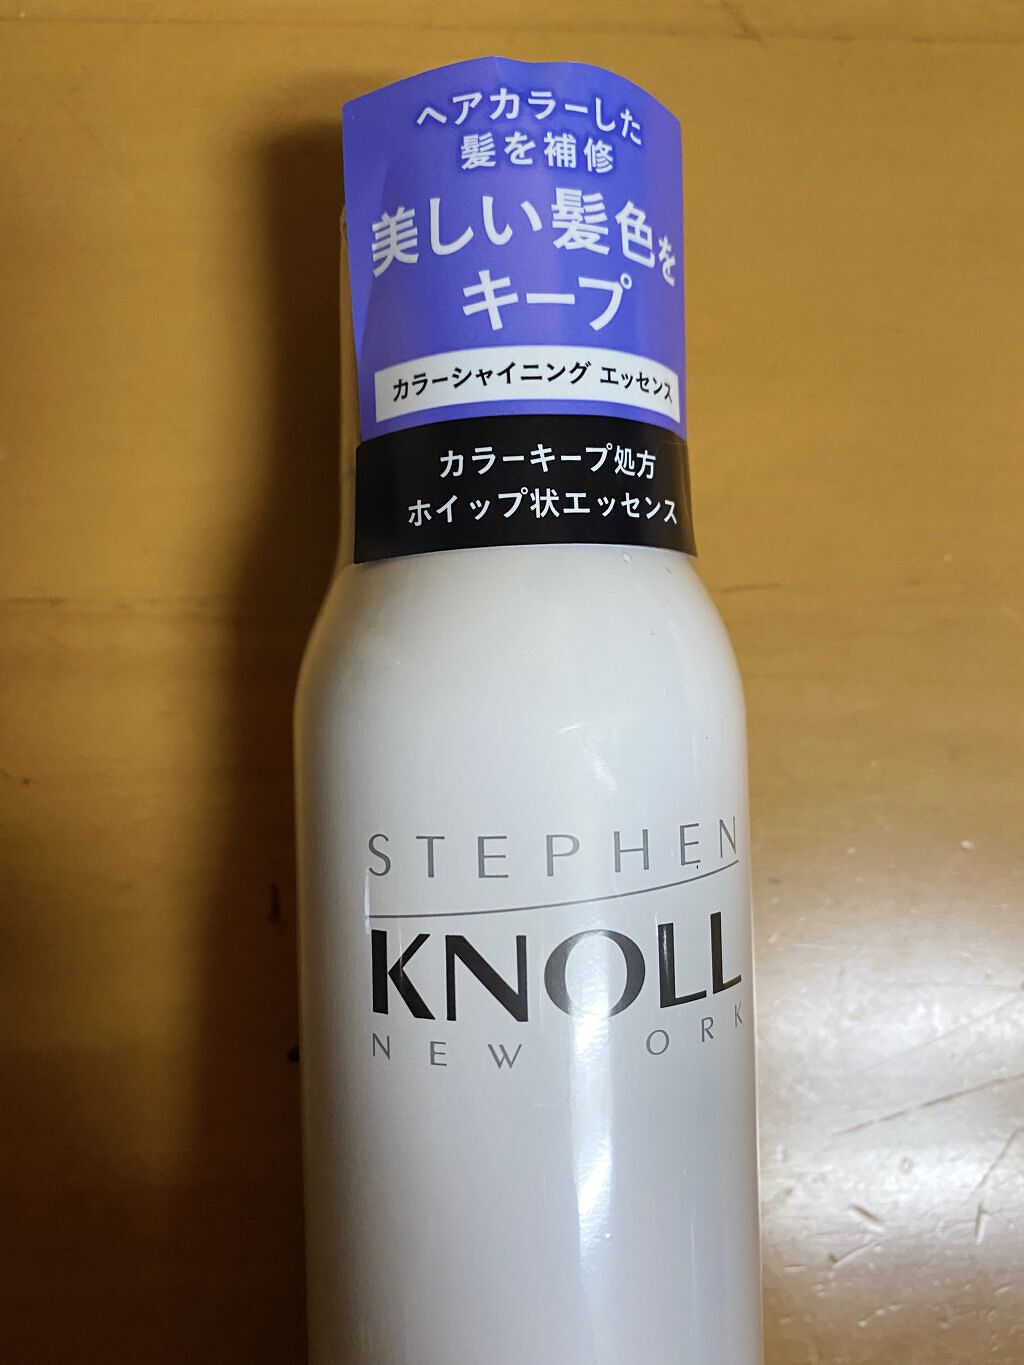 ヘアカラーした
髪を補修
美しい髪色を
キープ
カラーシャイニング エッセンス
カラーキープ処方
ホイップ状エッセンス
STEPHEN
KNOLL
NEW YORK